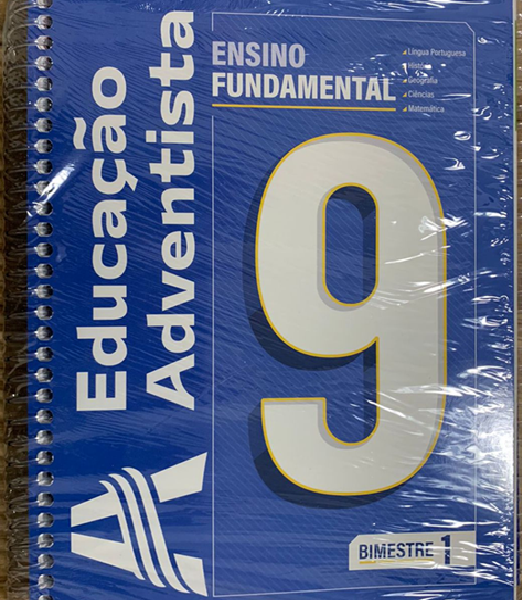 Educação
Adventista
ENSINO
FUNDAMENTAL
Língua Portuguesa
História
Geografia
Ciências
Matemática
9
BIMESTRE 1